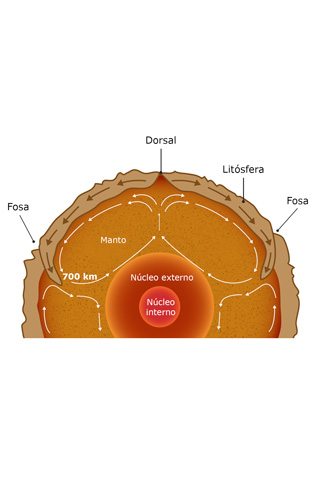 Dorsal
Litósfera
Fosa
Fosa
Manto
700 km
Núcleo externo
Núcleo
interno